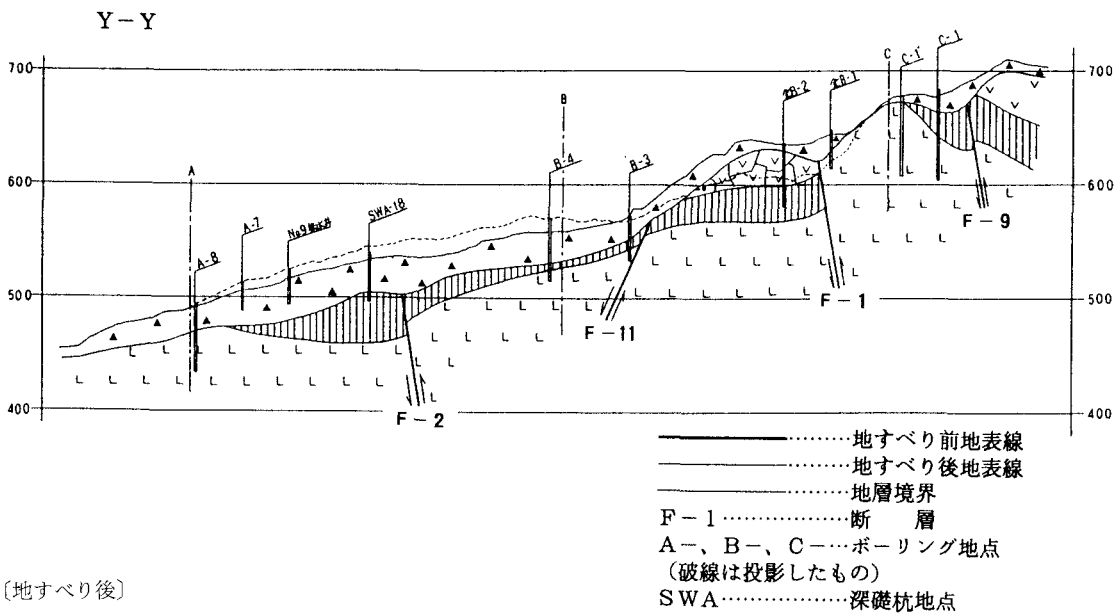 Y-Y
700
600
500
400
700
600
500
400
A
A-8
A-7
SWA-18
B-4
B
B-3
B-2
B-1
C
C-1'
C-1
F-2
F-11
F-1
F-9
………地すべり前地表線
………地すべり後地表線
………地層境界
F-1……………断 層
A-、B-、C-…ボーリング地点
(破線は投影したもの)
SWA……………深礎杭地点
〔地すべり後〕